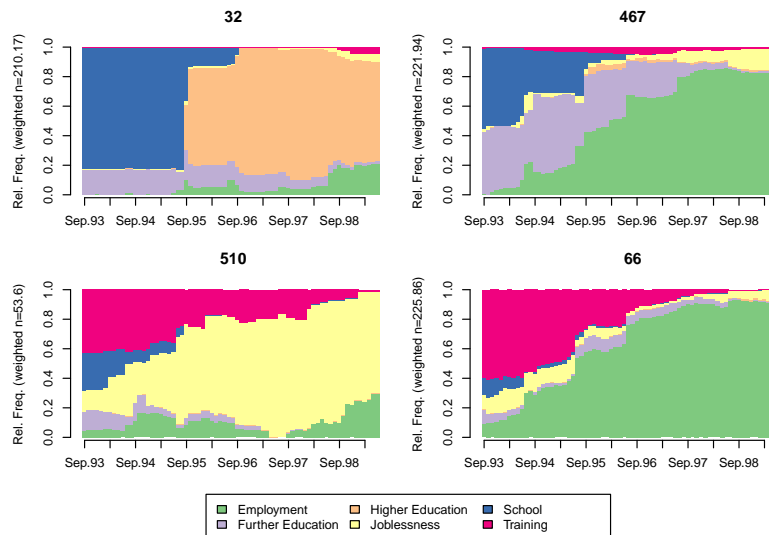 32
467
Rel. Freq. (weighted n=210.17)
0.0 0.2 0.4 0.6 0.8 1.0
Sep.93 Sep.94 Sep.95 Sep.96 Sep.97 Sep.98
Rel. Freq. (weighted n=221.94)
0.0 0.2 0.4 0.6 0.8 1.0
Sep.93 Sep.94 Sep.95 Sep.96 Sep.97 Sep.98
510
66
Rel. Freq. (weighted n=53.6)
0.0 0.2 0.4 0.6 0.8 1.0
Sep.93 Sep.94 Sep.95 Sep.96 Sep.97 Sep.98
Rel. Freq. (weighted n=225.86)
0.0 0.2 0.4 0.6 0.8 1.0
Sep.93 Sep.94 Sep.95 Sep.96 Sep.97 Sep.98
Employment Higher Education School
Further Education Joblessness Training